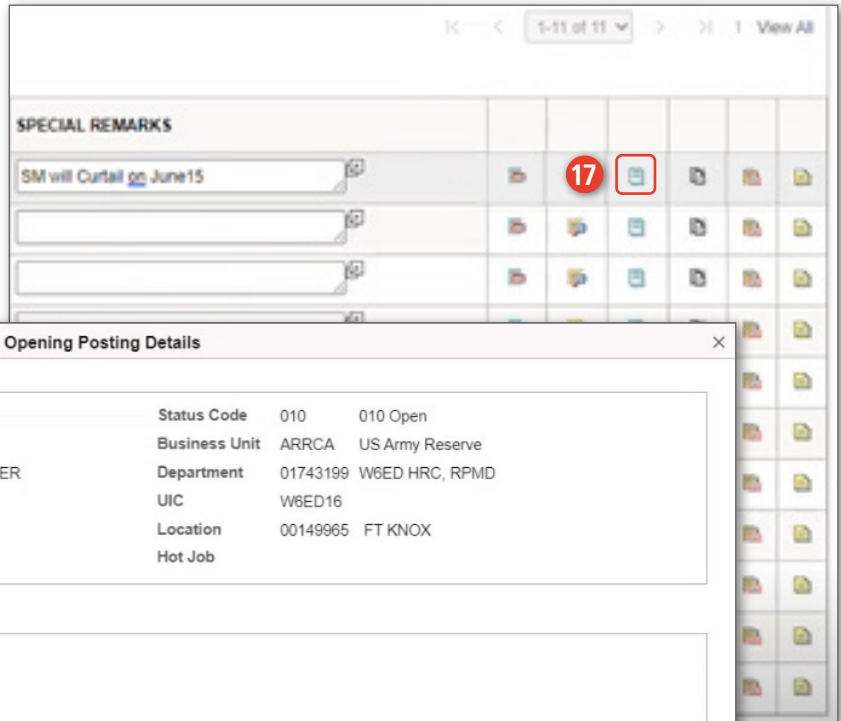 1-11 of 11
View All
SPECIAL REMARKS
SM will Curtail on June15
17
Opening Posting Details
Status Code 010 010 Open
Business Unit ARRCA US Army Reserve
ER Department 01743199 W6ED HRC, RPMD
UIC W6ED16
Location 00149965 FT KNOX
Hot Job